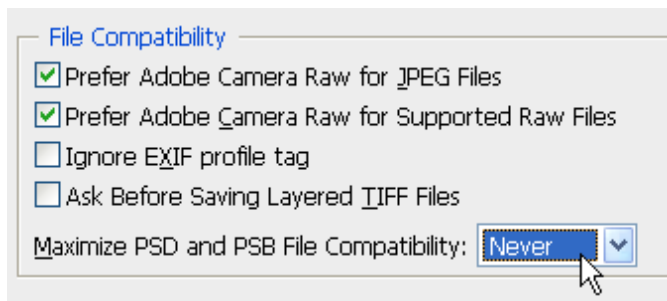 File Compatibility
Prefer Adobe Camera Raw for JPEG Files
Prefer Adobe Camera Raw for Supported Raw Files
Ignore EXIF profile tag
Ask Before Saving Layered TIFF Files
Maximize PSD and PSB File Compatibility: Never